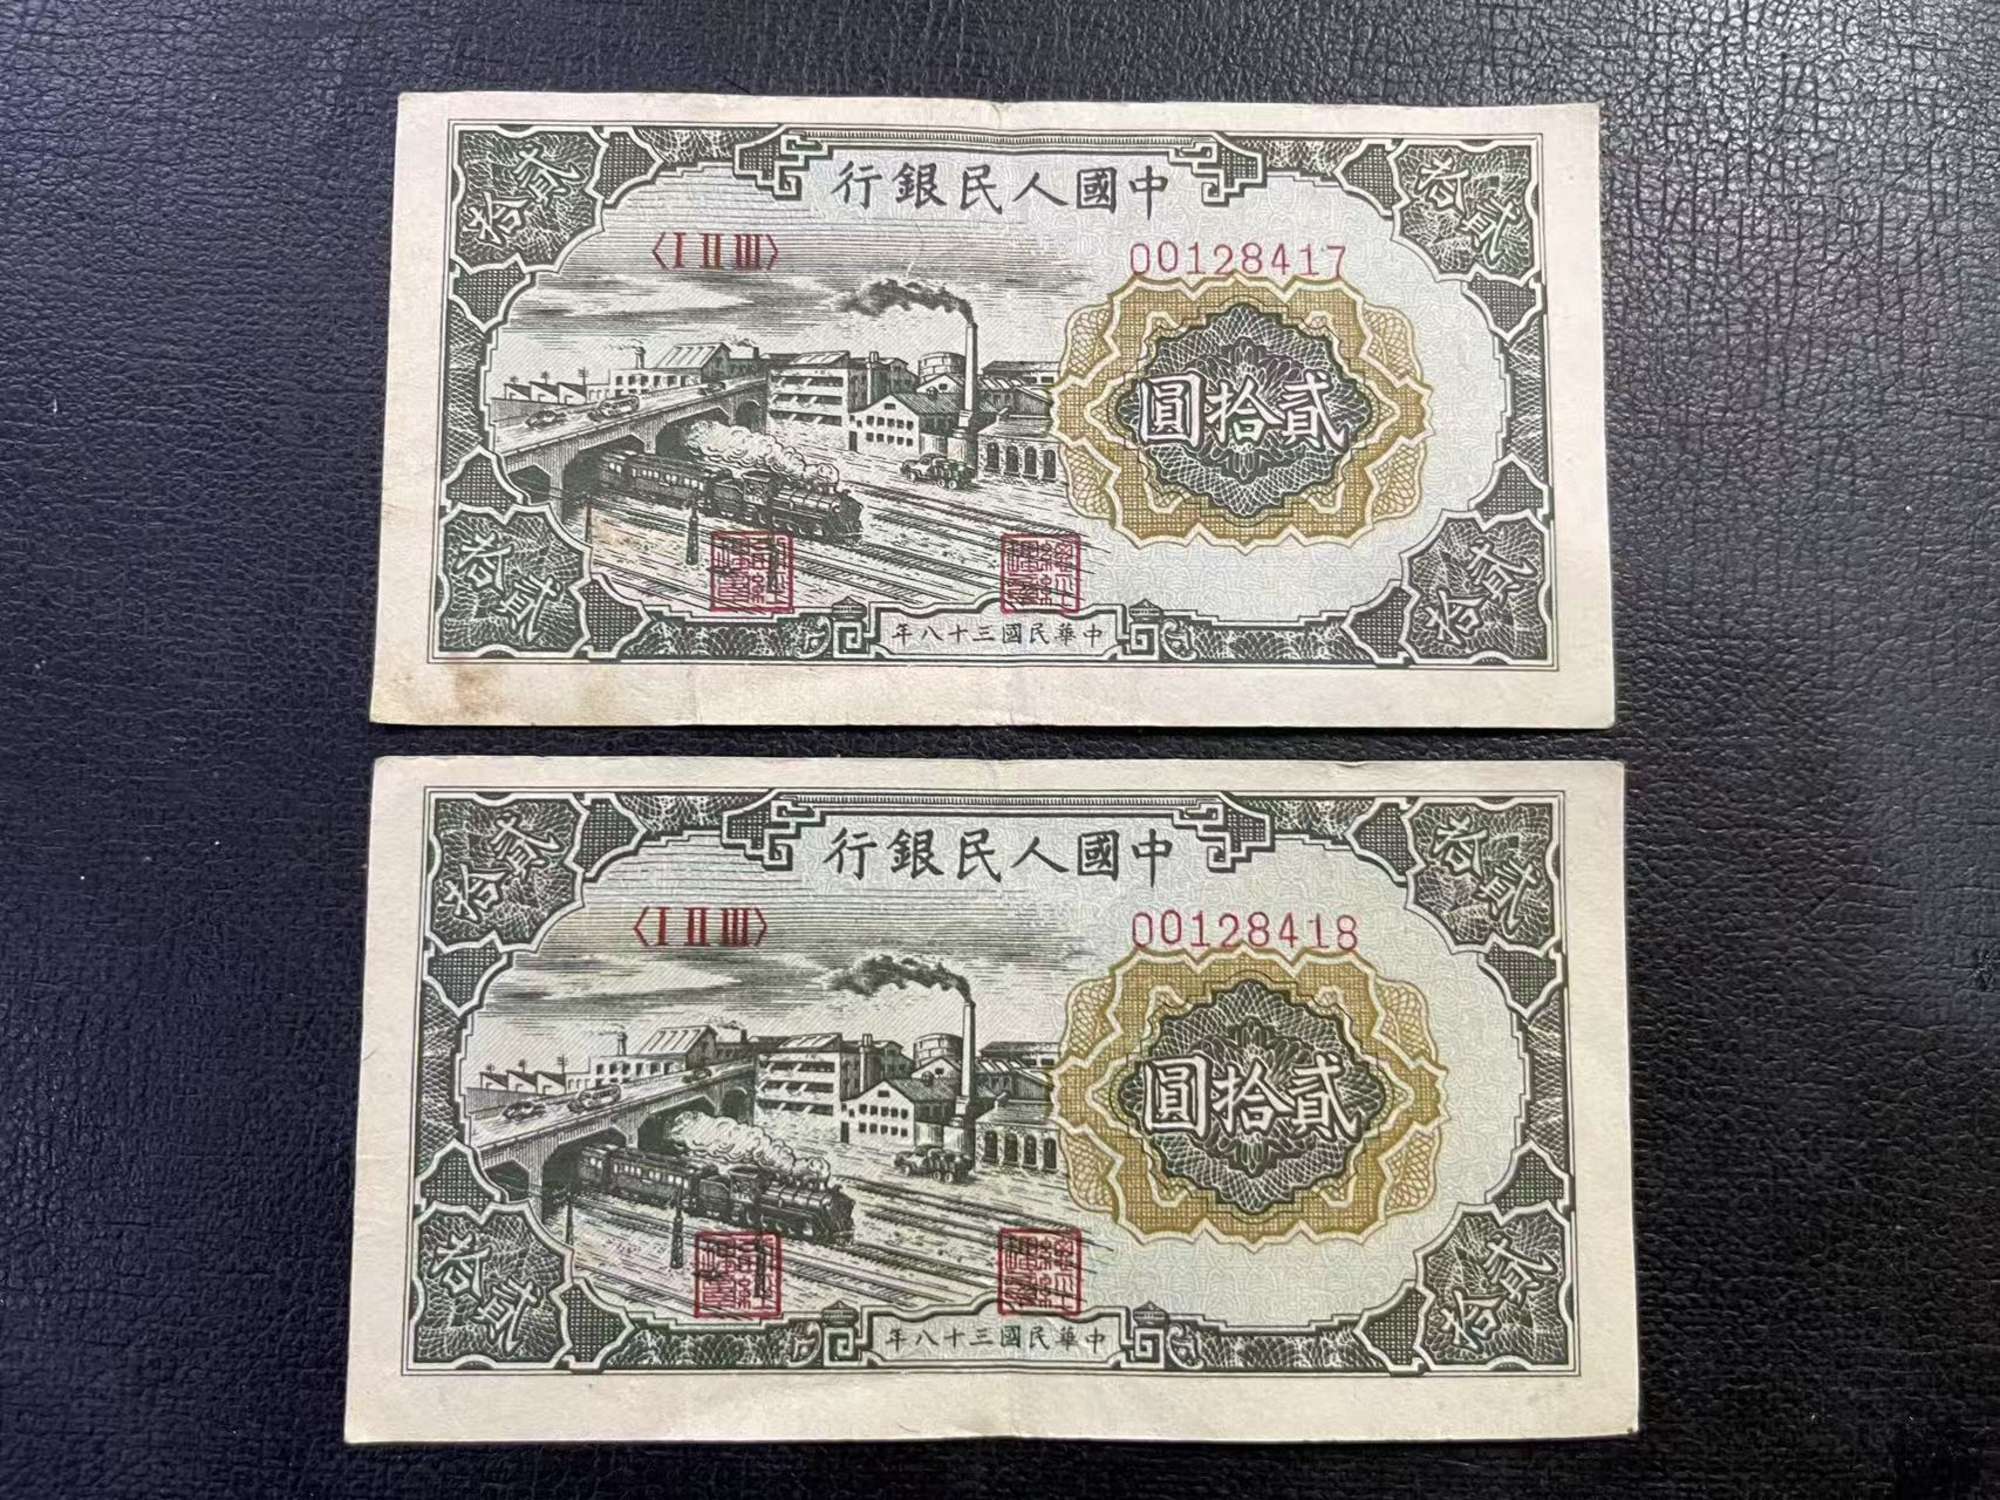 中國人民銀行
貳拾
貳拾
〈I II III〉
00128417
貳拾圓
貳拾
貳拾
中華民國三十八年
中國人民銀行
貳拾
貳拾
〈I II III〉
00128418
貳拾圓
貳拾
貳拾
中華民國三十八年